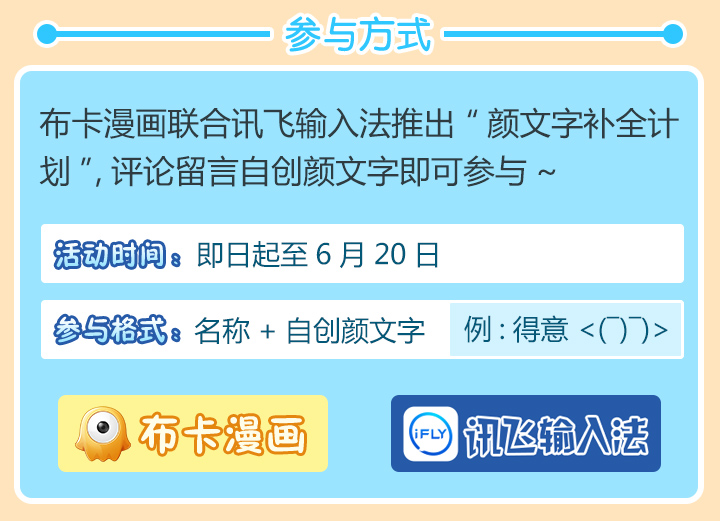 参与方式
布卡漫画联合讯飞输入法推出 “ 颜文字补全计
划 ”, 评论留言自创颜文字即可参与 ~
活动时间：即日起至 6 月 20 日
参与格式：名称 + 自创颜文字 例 : 得意 <(￣)￣)>
布卡漫画 iFLY 讯飞输入法